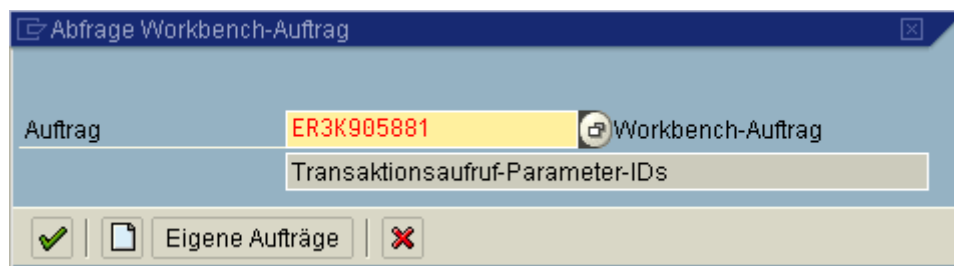 Abfrage Workbench-Auftrag
Auftrag ER3K905881 Workbench-Auftrag
Transaktionsaufruf-Parameter-IDs
Eigene Aufträge